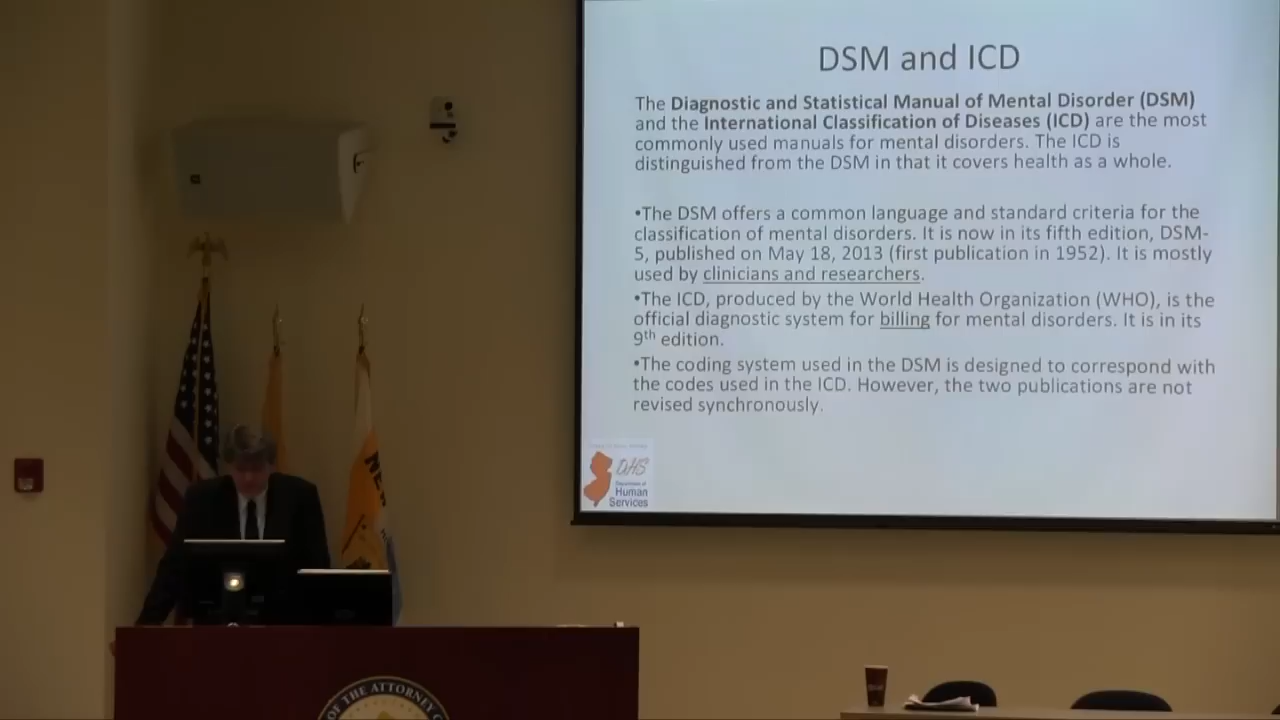 DSM and ICD
The Diagnostic and Statistical Manual of Mental Disorder (DSM)
and the International Classification of Diseases (ICD) are the most
commonly used manuals for mental disorders. The ICD is
distinguished from the DSM in that it covers health as a whole.
•The DSM offers a common language and standard criteria for the
classification of mental disorders. It is now in its fifth edition, DSM-
5, published on May 18, 2013 (first publication in 1952). It is mostly
used by clinicians and researchers.
•The ICD, produced by the World Health Organization (WHO), is the
official diagnostic system for billing for mental disorders. It is in its
9th edition.
•The coding system used in the DSM is designed to correspond with
the codes used in the ICD. However, the two publications are not
revised synchronously.
DHS
Department of
Human
Services
NEW
OF THE ATTORNEY